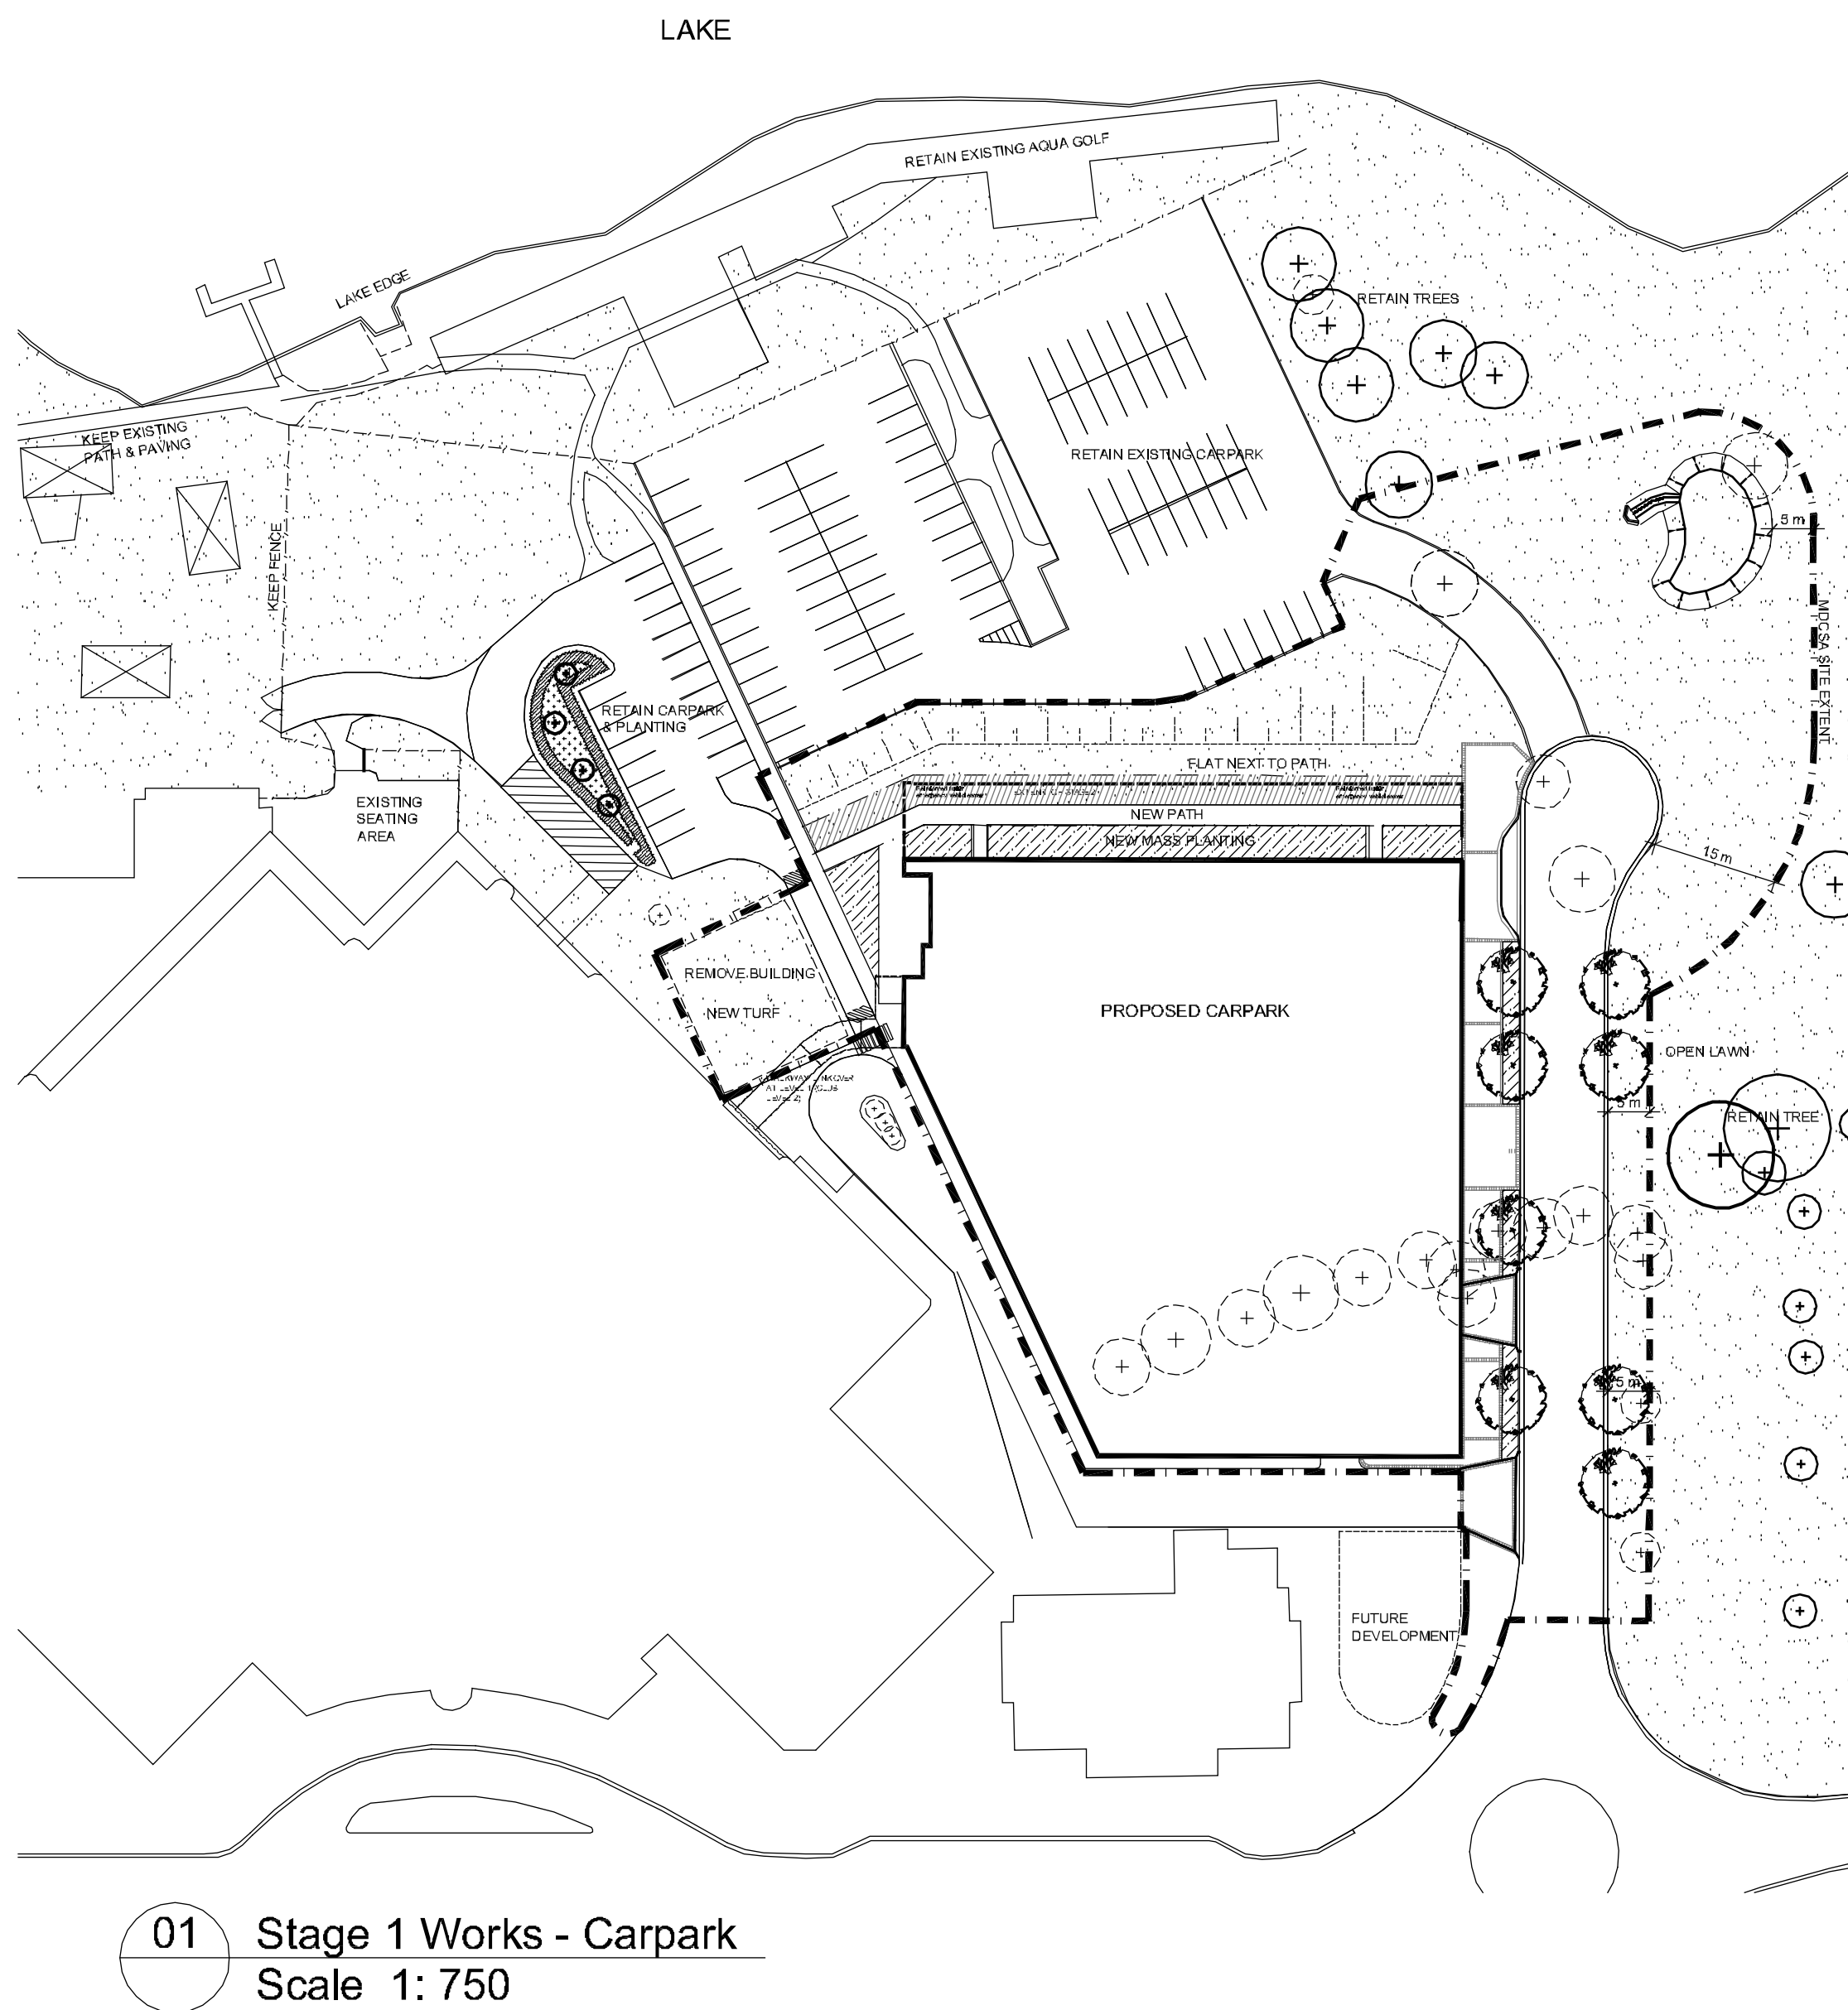 LAKE
RETAIN EXISTING AQUA GOLF
LAKE EDGE
RETAIN TREES
KEEP EXISTING
PATH & PAVING
RETAIN EXISTING CARPARK
5 m
KEEP FENCE
MDCSA SITE EXTENT
RETAIN CARPARK
& PLANTING
FLAT NEXT TO PATH
EXISTING
SEATING
AREA
NEW PATH
NEW MASS PLANTING
15 m
REMOVE BUILDING
NEW TURF
PROPOSED CARPARK
OPEN LAWN
5 m
RETAIN TREE
5 m
FUTURE
DEVELOPMENT
01
Stage 1 Works - Carpark
Scale 1: 750